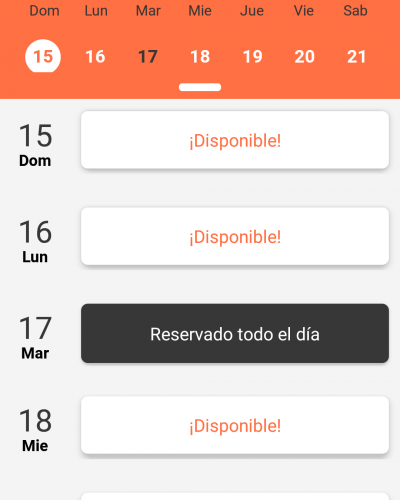 Dom Lun Mar Mie Jue Vie Sab
15 16 17 18 19 20 21
15
Dom
¡Disponible!
16
Lun
¡Disponible!
17
Mar
Reservado todo el día
18
Mie
¡Disponible!